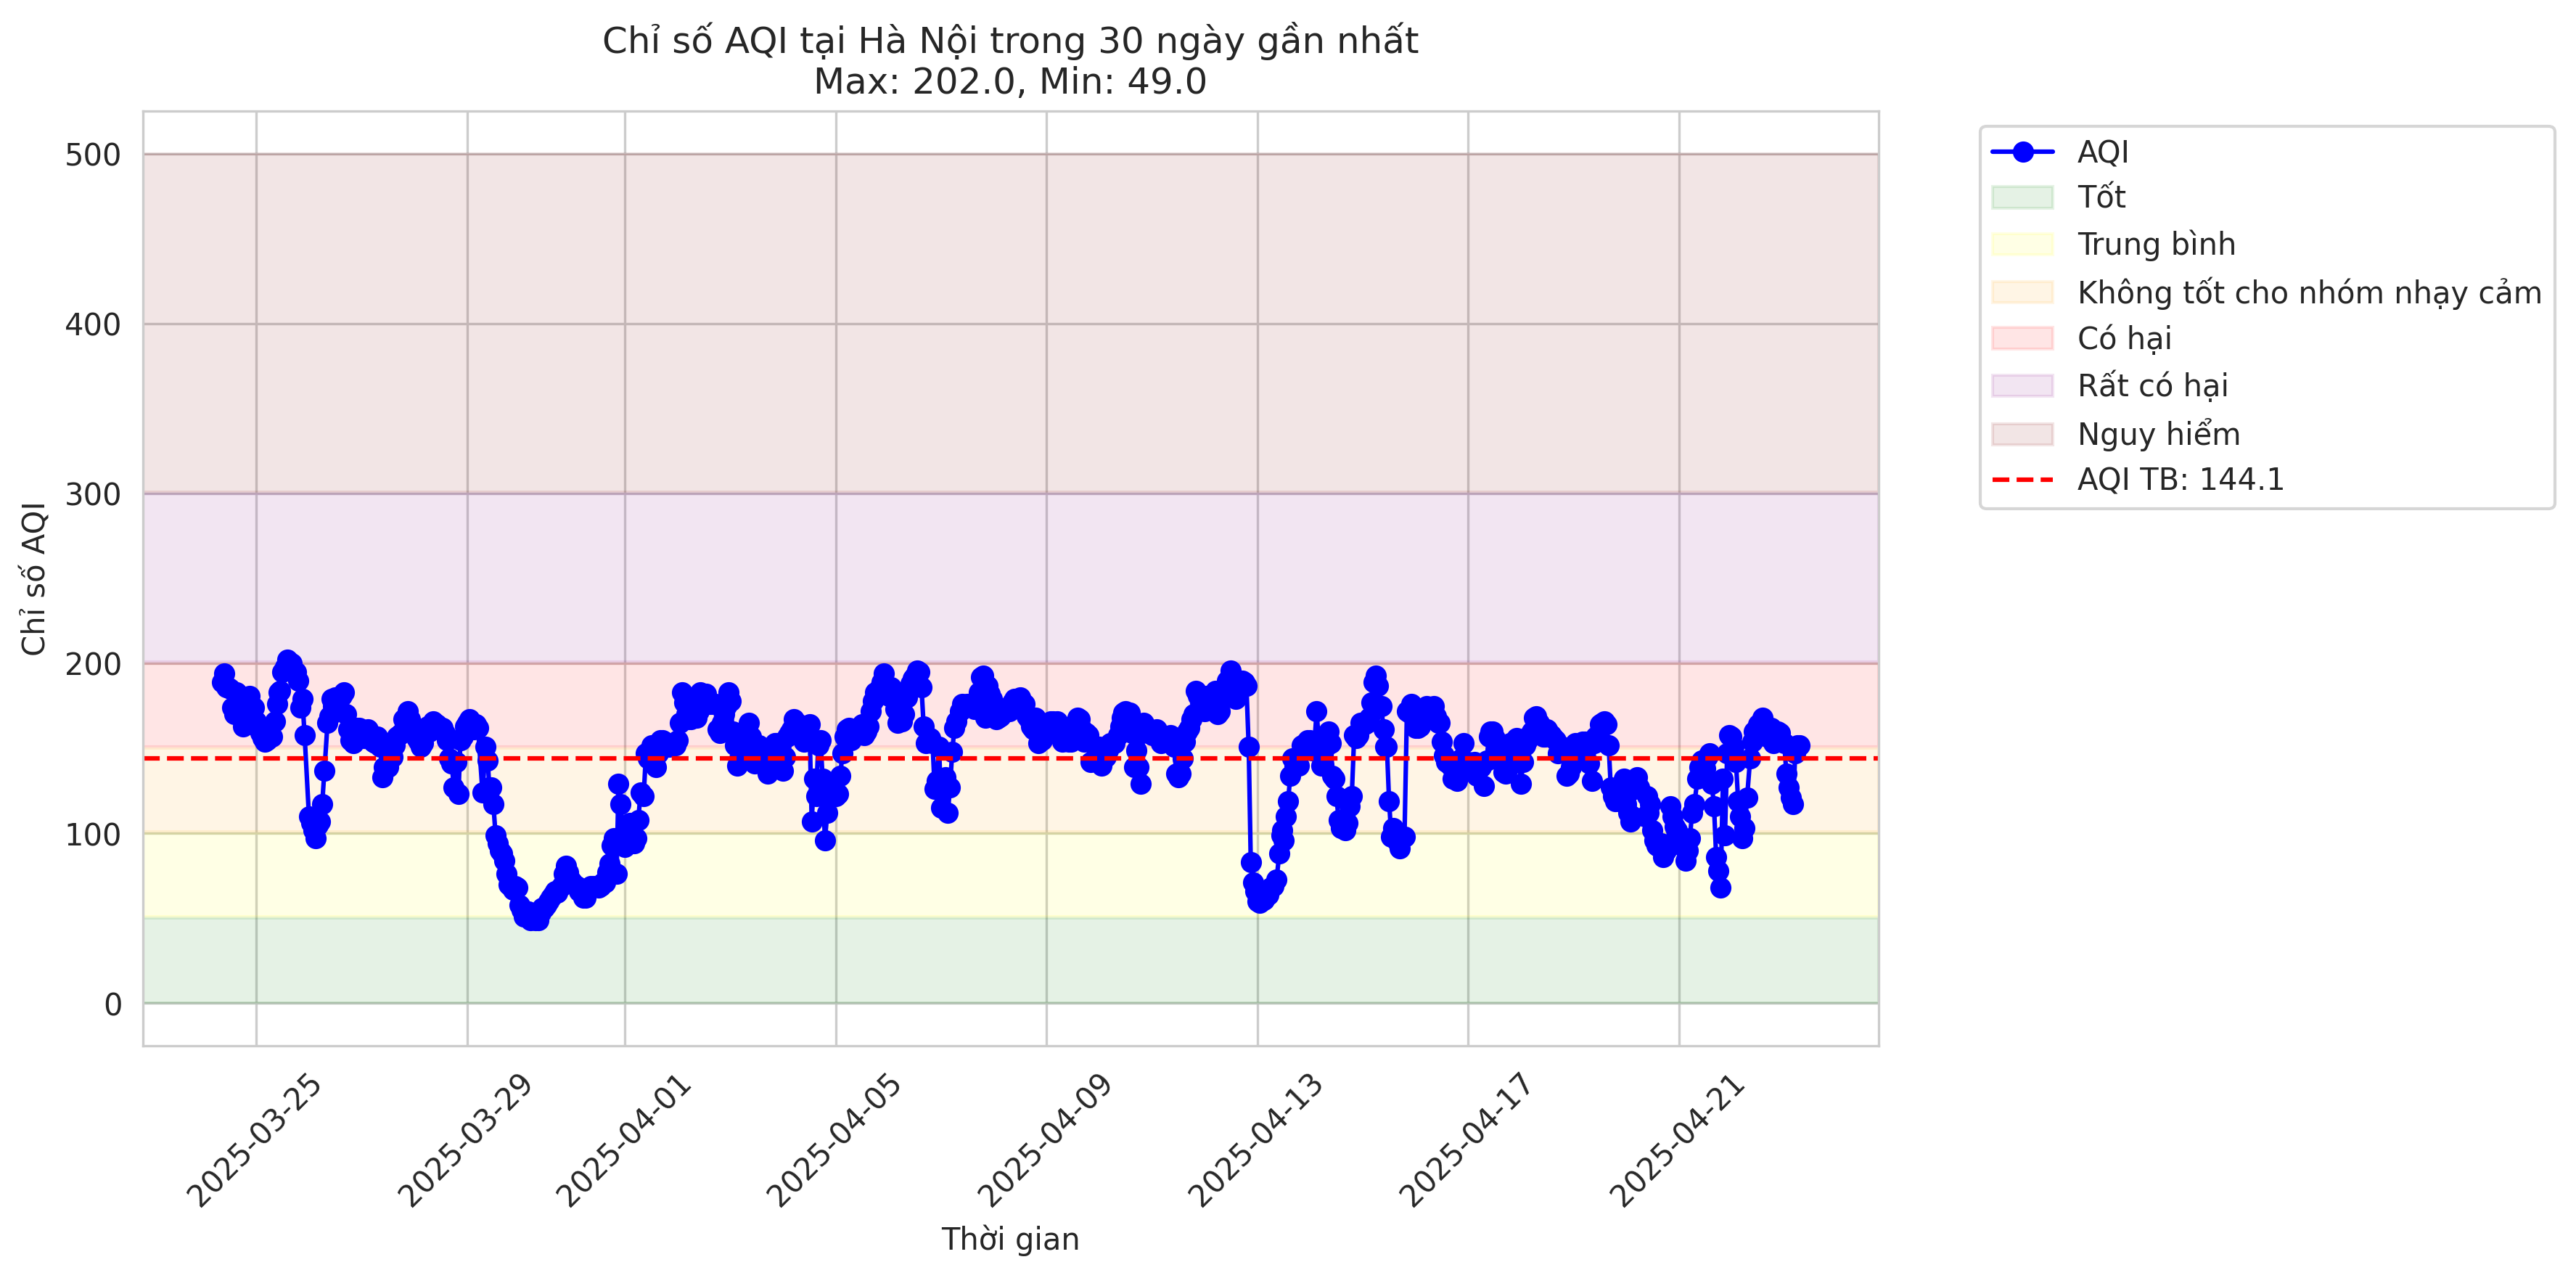 Chỉ số AQI tại Hà Nội trong 30 ngày gần nhất
Max: 202.0, Min: 49.0
Chỉ số AQI
500
400
300
200
100
0
2025-03-25
2025-03-29
2025-04-01
2025-04-05
2025-04-09
2025-04-13
2025-04-17
2025-04-21
Thời gian
AQI
Tốt
Trung bình
Không tốt cho nhóm nhạy cảm
Có hại
Rất có hại
Nguy hiểm
AQI TB: 144.1